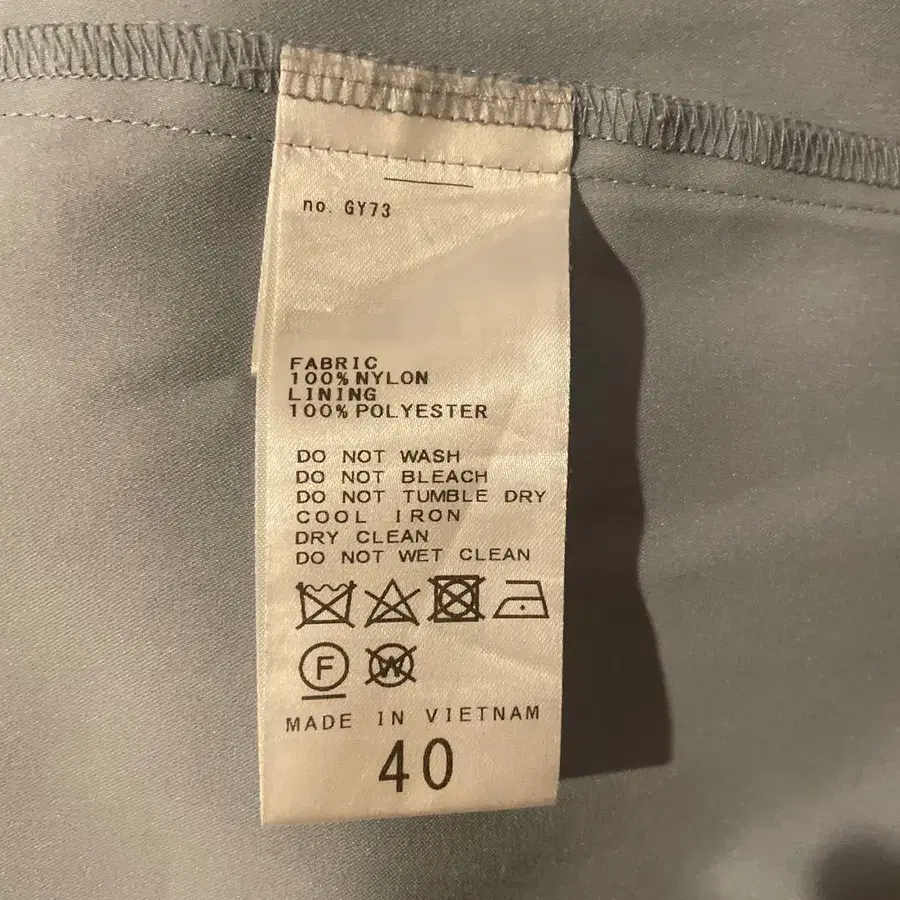 no. GY73
FABRIC
100% NYLON
LINING
100% POLYESTER
DO NOT WASH
DO NOT BLEACH
DO NOT TUMBLE DRY
COOL IRON
DRY CLEAN
DO NOT WET CLEAN
F W
MADE IN VIETNAM
40